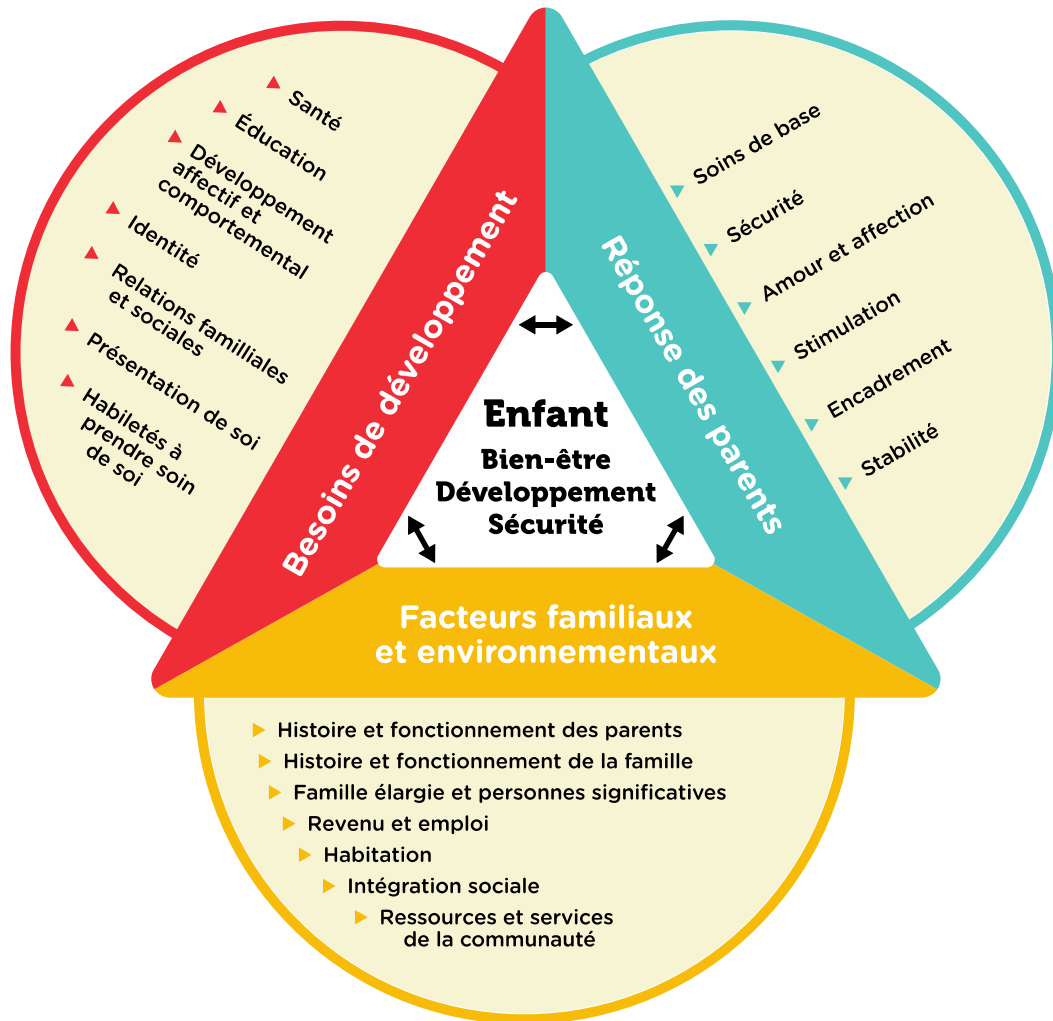 Santé
Éducation
Développement
affectif et
comportemental
Identité
Relations familliales
et sociales
Présentation de soi
Habiletés à
prendre soin
de soi
Besoins de développement
Réponse des parents
Soins de base
Sécurité
Amour et affection
Stimulation
Encadrement
Stabilité
Enfant
Bien-être
Développement
Sécurité
Facteurs familiaux
et environnementaux
Histoire et fonctionnement des parents
Histoire et fonctionnement de la famille
Famille élargie et personnes significatives
Revenu et emploi
Habitation
Intégration sociale
Ressources et services
de la communauté